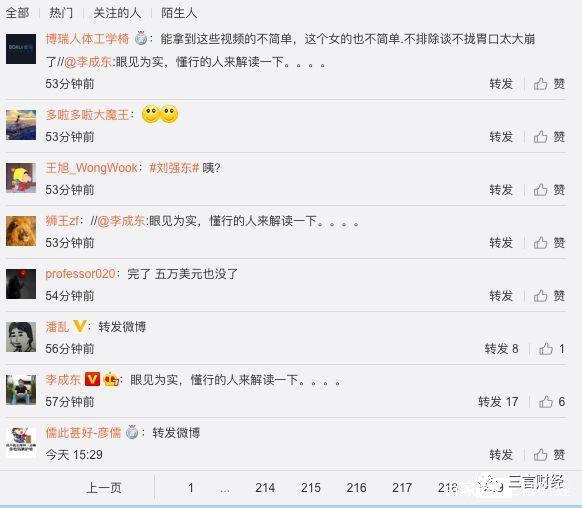 全部 热门 关注的人 陌生人
博瑞人体工学椅：能拿到这些视频的不简单，这个女的也不简单.不排除谈不拢胃口太大崩
了//@李成东:眼见为实，懂行的人来解读一下。。。。
53分钟前 转发 赞
多啦多啦大魔王：
53分钟前 转发 赞
王旭_WongWook：#刘强东# 咦?
53分钟前 转发 赞
狮王zf：//@李成东:眼见为实，懂行的人来解读一下。。。。
53分钟前 转发 赞
professor020：完了 五万美元也没了
54分钟前 转发 赞
潘乱：转发微博
56分钟前 转发 8 1
李成东：眼见为实，懂行的人来解读一下。。。。
57分钟前 转发 17 6
儒此甚好-彦儒：转发微博
今天 15:29 转发 赞
上一页 1 ... 214 215 216 217 218
三言财经